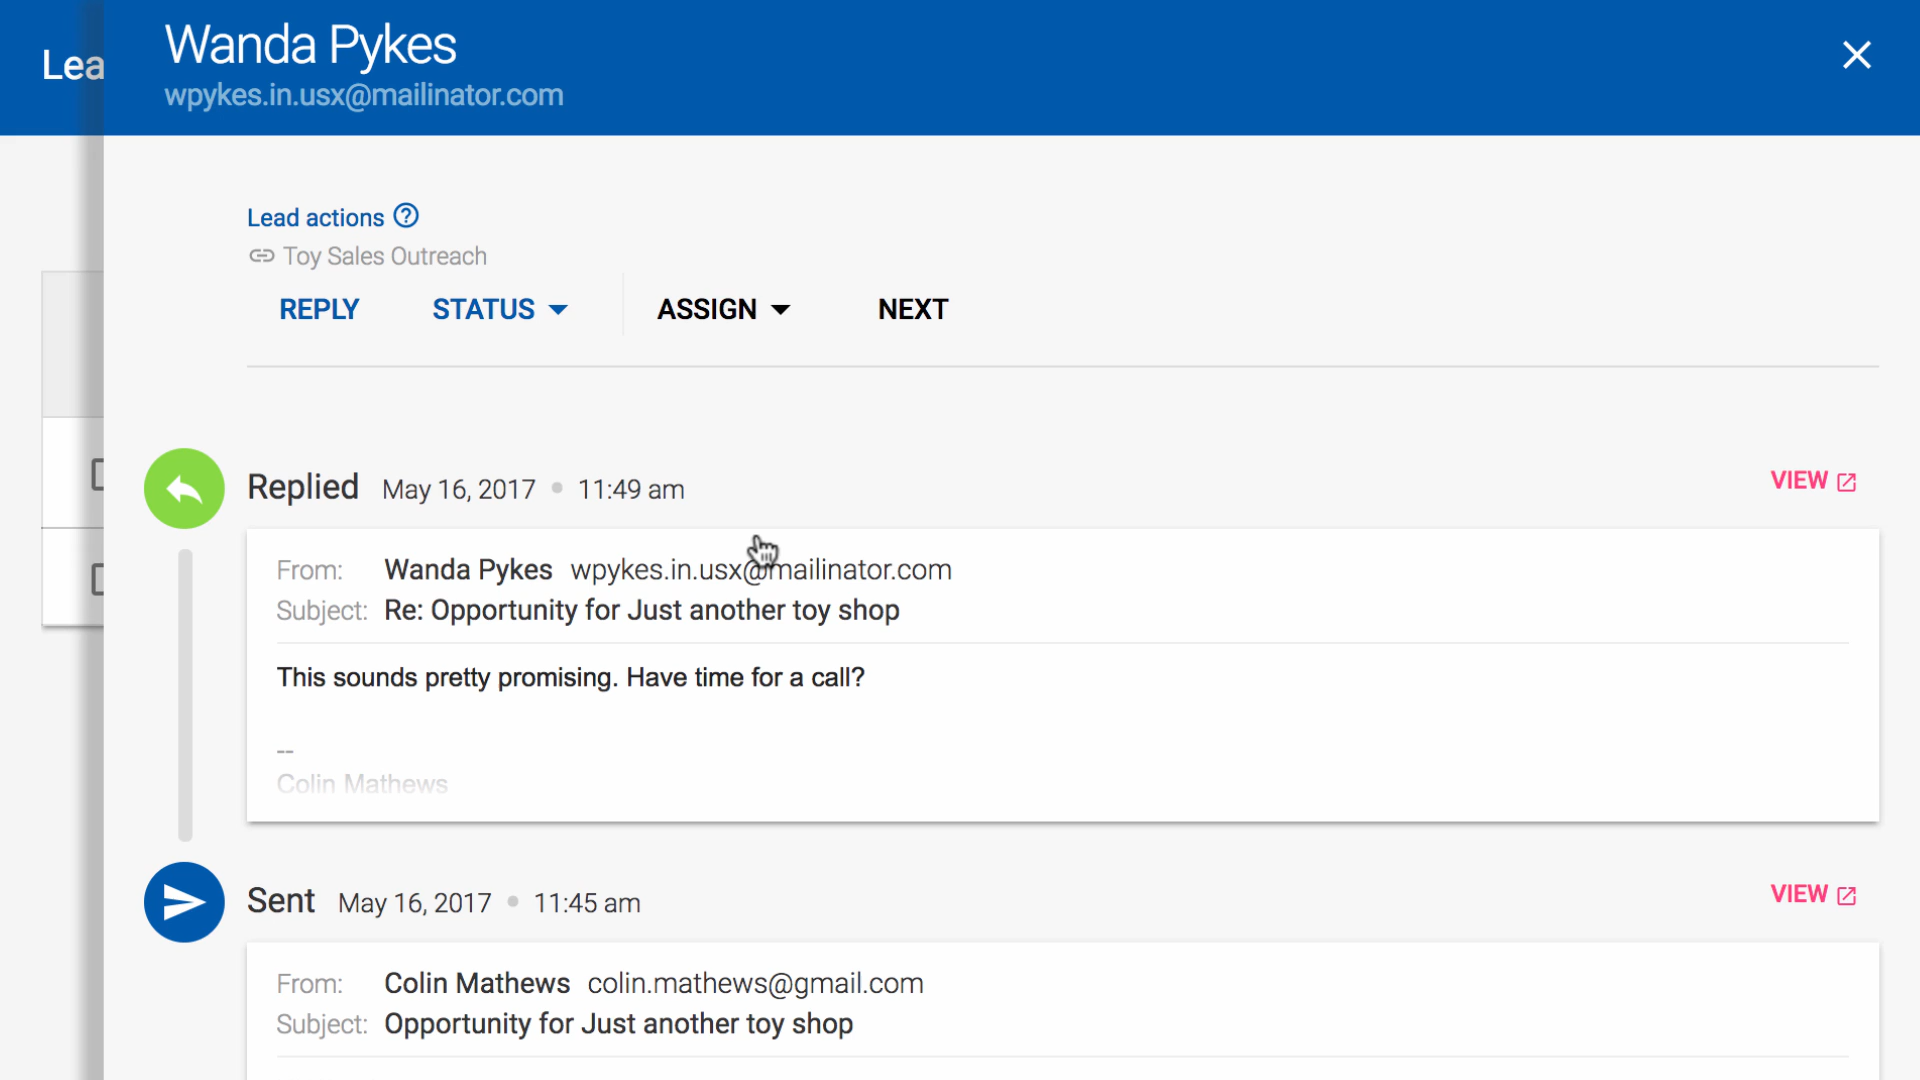 Lea
Wanda Pykes
wpykes.in.usx@mailinator.com
Lead actions
Toy Sales Outreach
REPLY STATUS ASSIGN NEXT
Replied May 16, 2017 • 11:49 am VIEW
From: Wanda Pykes wpykes.in.usx@mailinator.com
Subject: Re: Opportunity for Just another toy shop
This sounds pretty promising. Have time for a call?
--
Colin Mathews
Sent May 16, 2017 • 11:45 am VIEW
From: Colin Mathews colin.mathews@gmail.com
Subject: Opportunity for Just another toy shop